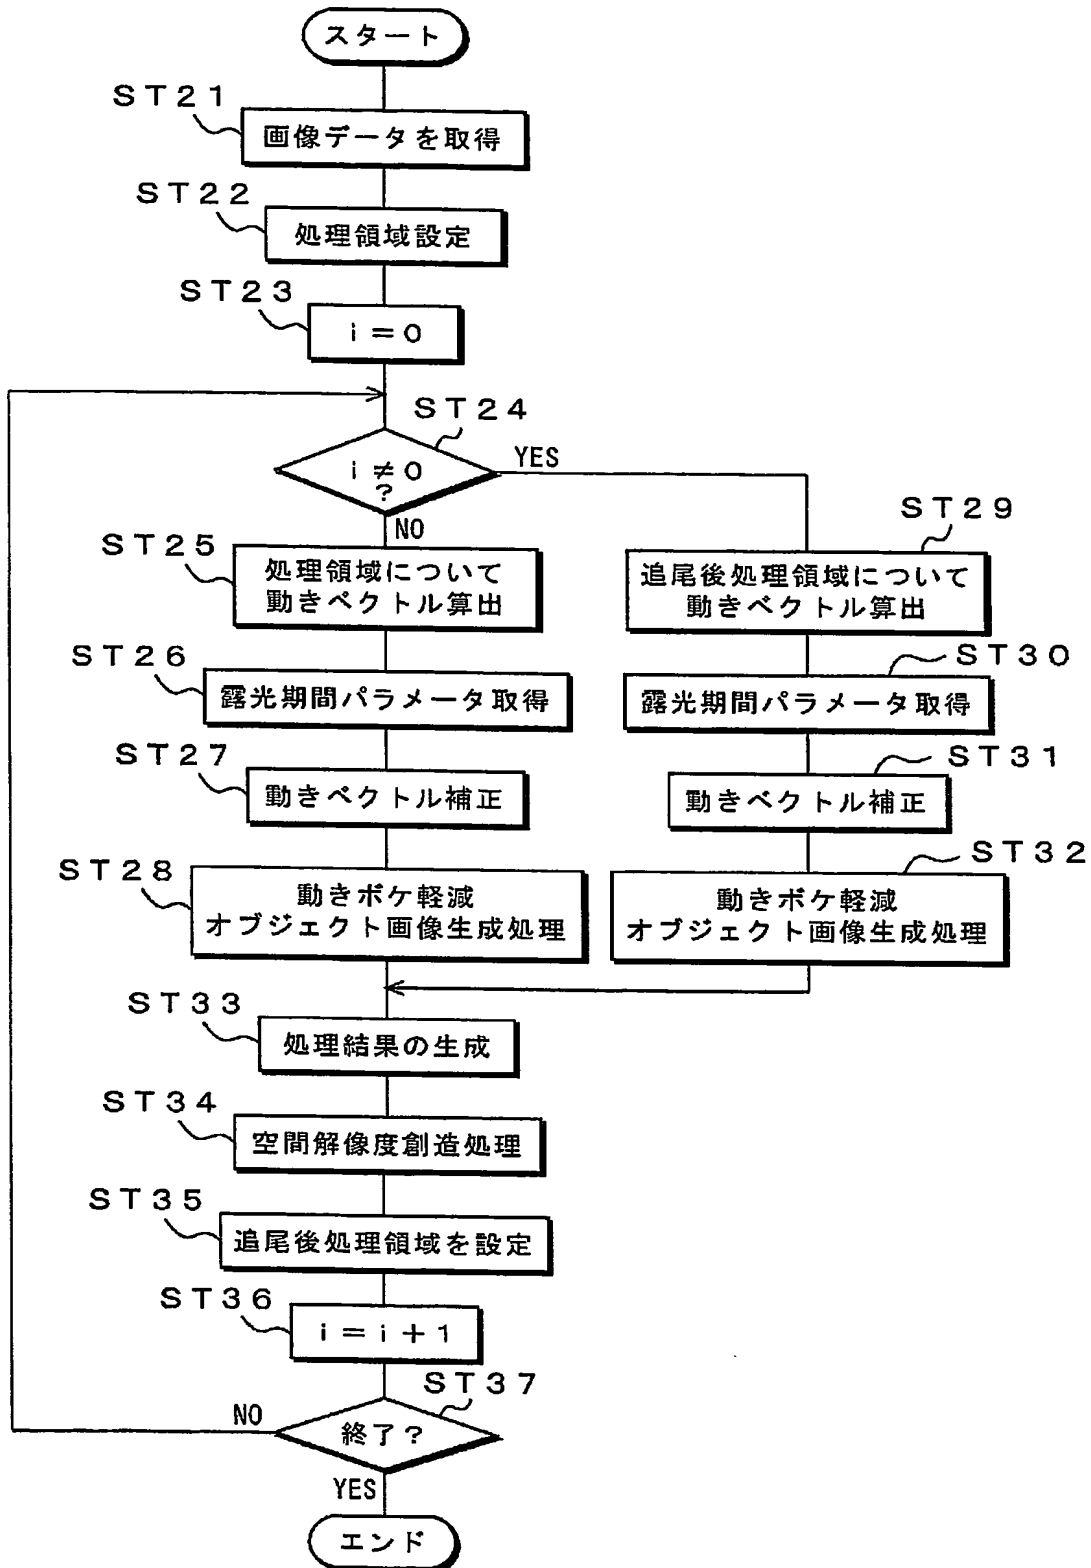 スタート
ST21
画像データを取得
ST22
処理領域設定
ST23
i=0
ST24
i≠0
?
YES
NO
ST25
処理領域について
動きベクトル算出
ST26
露光期間パラメータ取得
ST27
動きベクトル補正
ST28
動きボケ軽減
オブジェクト画像生成処理
ST29
追尾後処理領域について
動きベクトル算出
ST30
露光期間パラメータ取得
ST31
動きベクトル補正
ST32
動きボケ軽減
オブジェクト画像生成処理
ST33
処理結果の生成
ST34
空間解像度創造処理
ST35
追尾後処理領域を設定
ST36
i=i+1
ST37
終了?
NO
YES
エンド